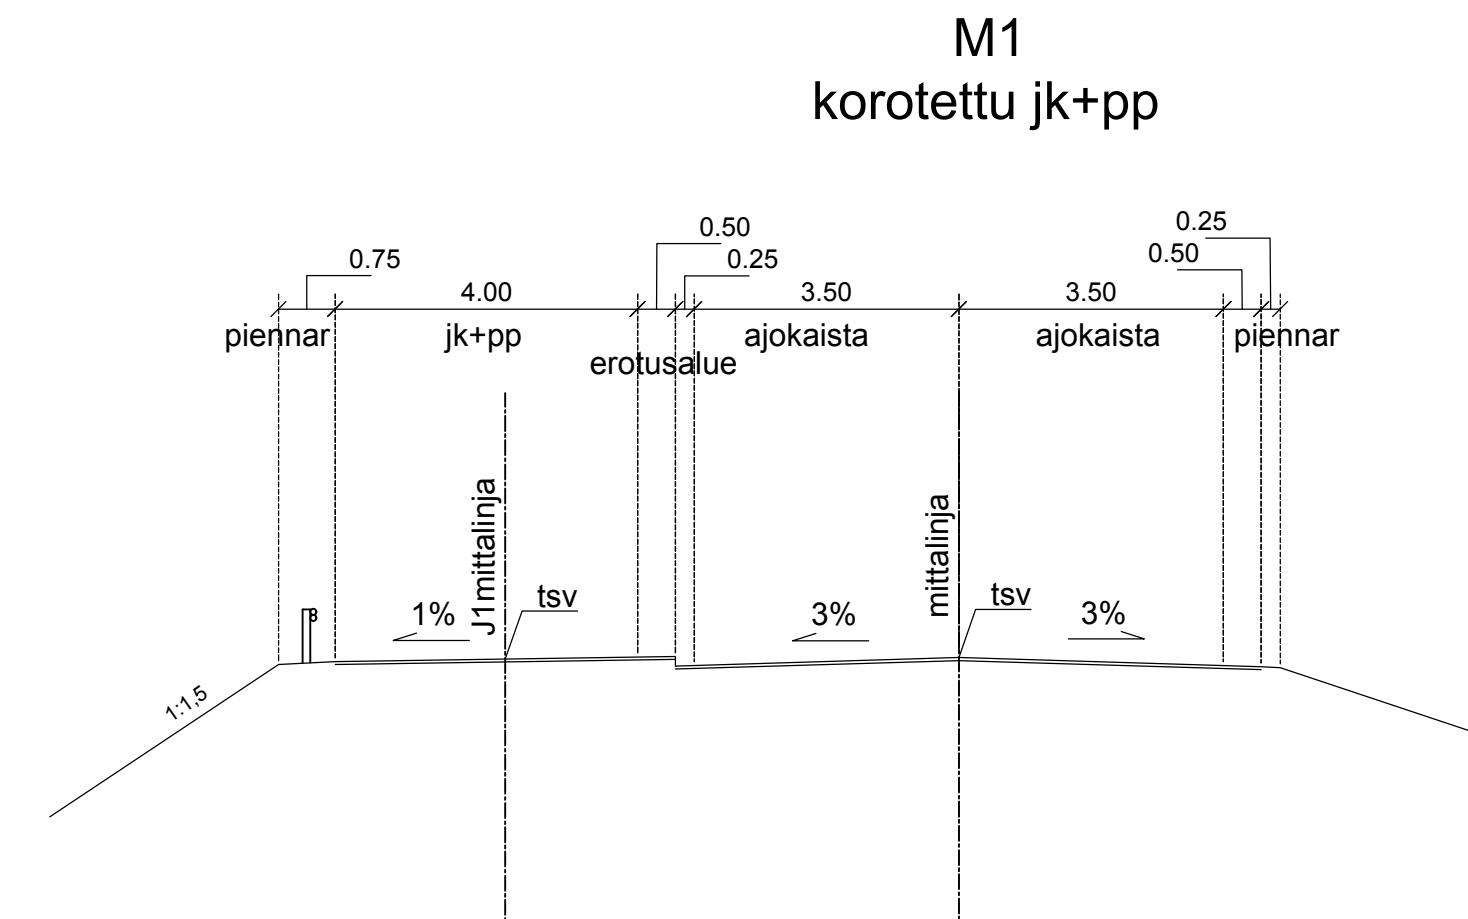 M1
korotettu jk+pp
0.75
4.00
0.50
0.25
3.50
3.50
0.50
0.25
piennar
jk+pp
erotusalue
ajokaista
ajokaista
piennar
J1mittalinja
mittalinja
1%
tsv
3%
tsv
3%
1:1,5